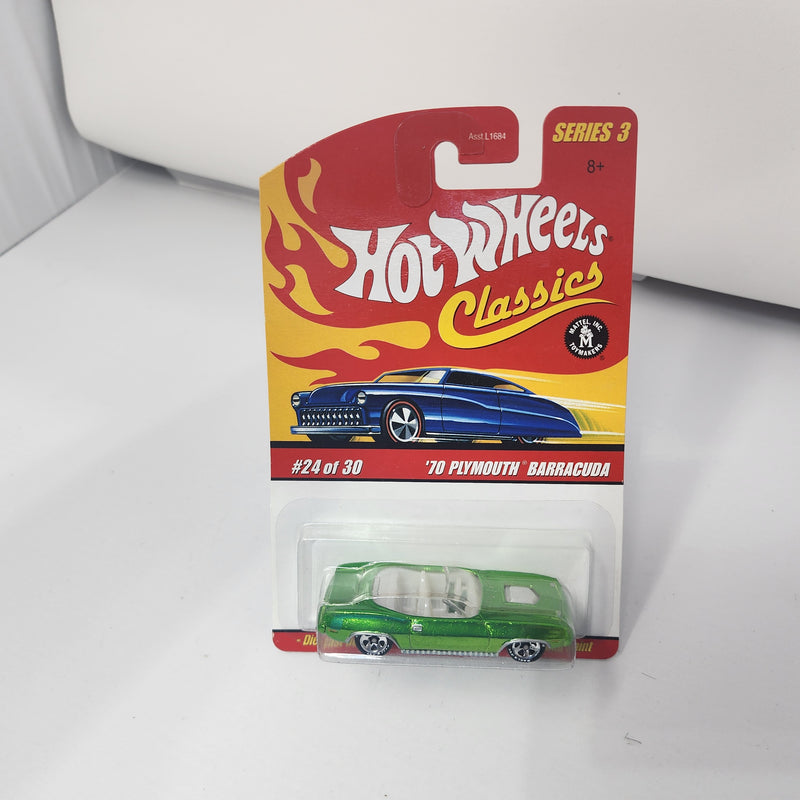 Asst.L1684
SERIES 3
8+
HOT WHEELS
Classics
MATTEL, INC.
M
TOYMAKERS
#24 of 30
'70 PLYMOUTH® BARRACUDA